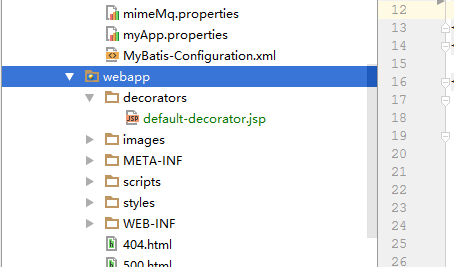 mimeMq.properties
myApp.properties
MyBatis-Configuration.xml
webapp
decorators
default-decorator.jsp
images
META-INF
scripts
styles
WEB-INF
404.html
500.html
12
13
14
15
16
17
18
19
20
21
22
23
24
25
26